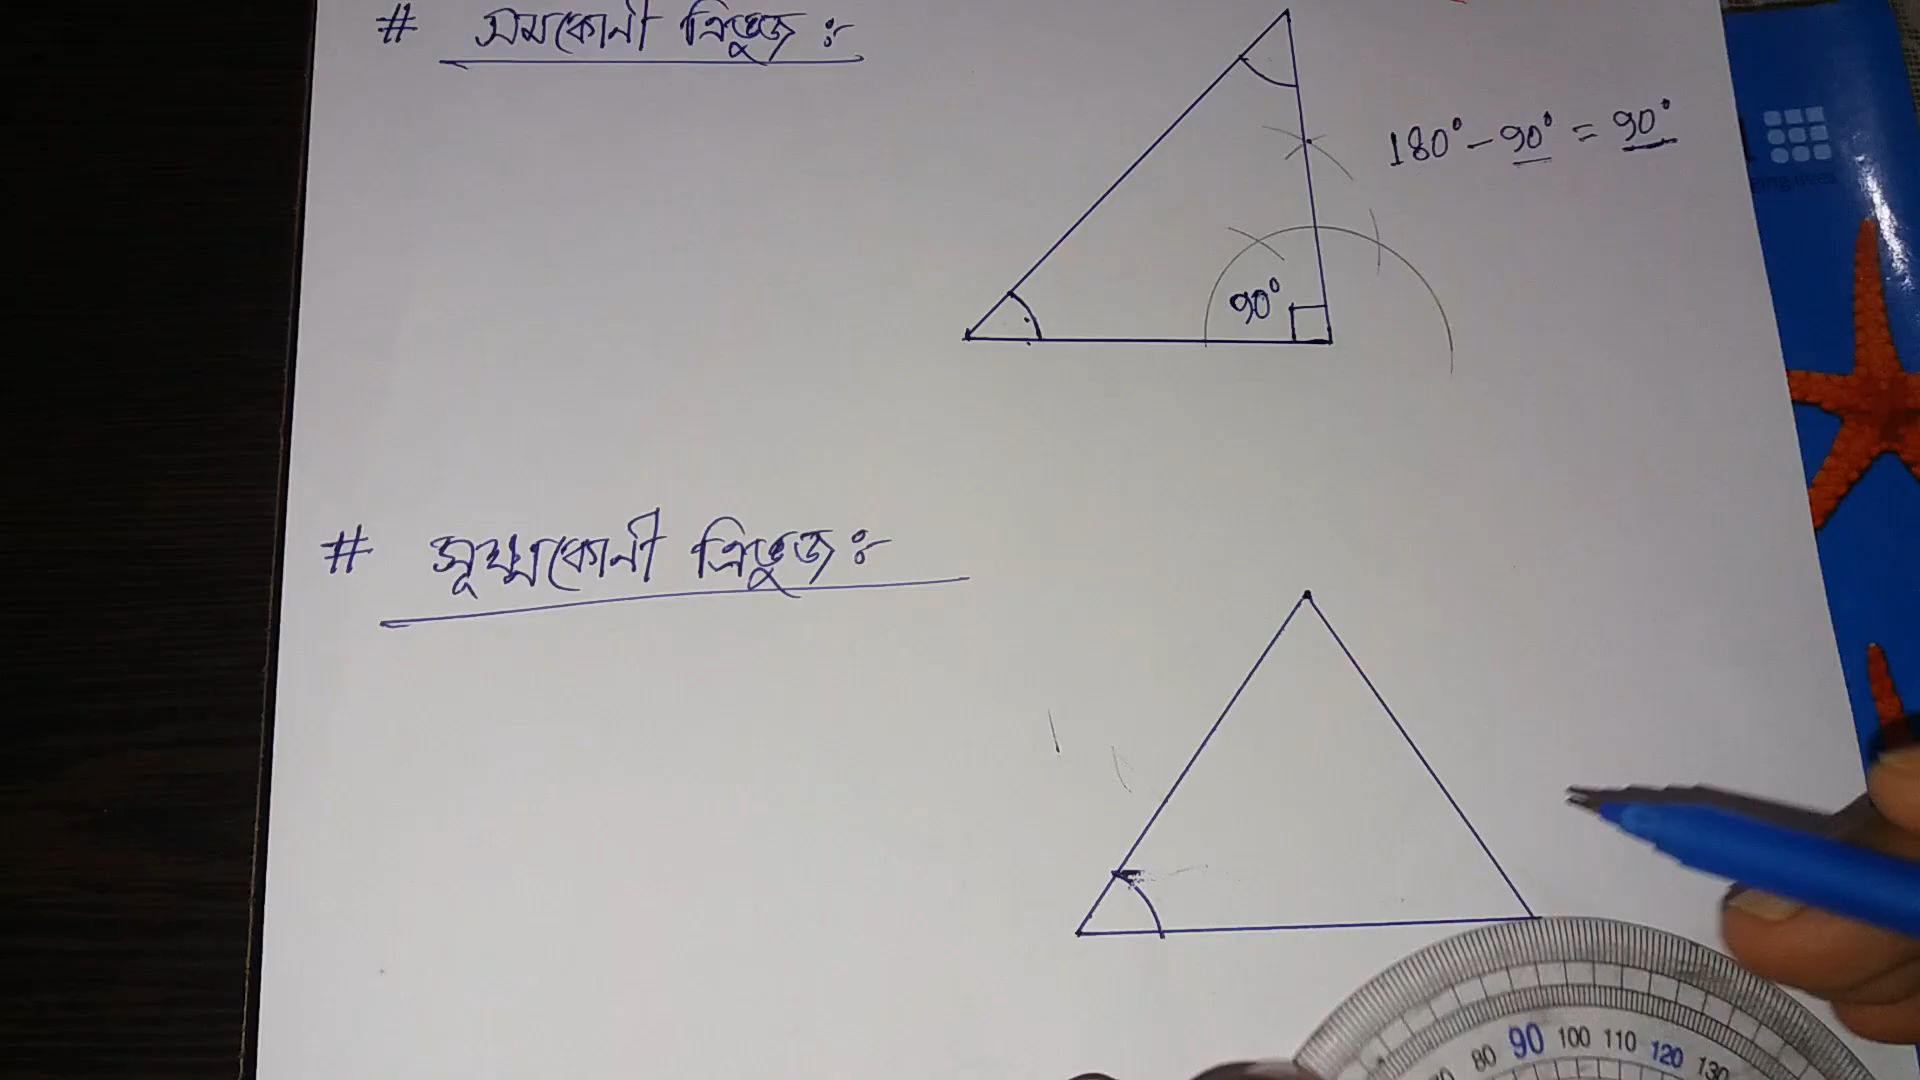 # সমকোনী ত্রিভুজ :-
180° - 90° = 90°
90°
# সূক্ষ্মকোনী ত্রিভুজ :-
80 90 100 110 120 130